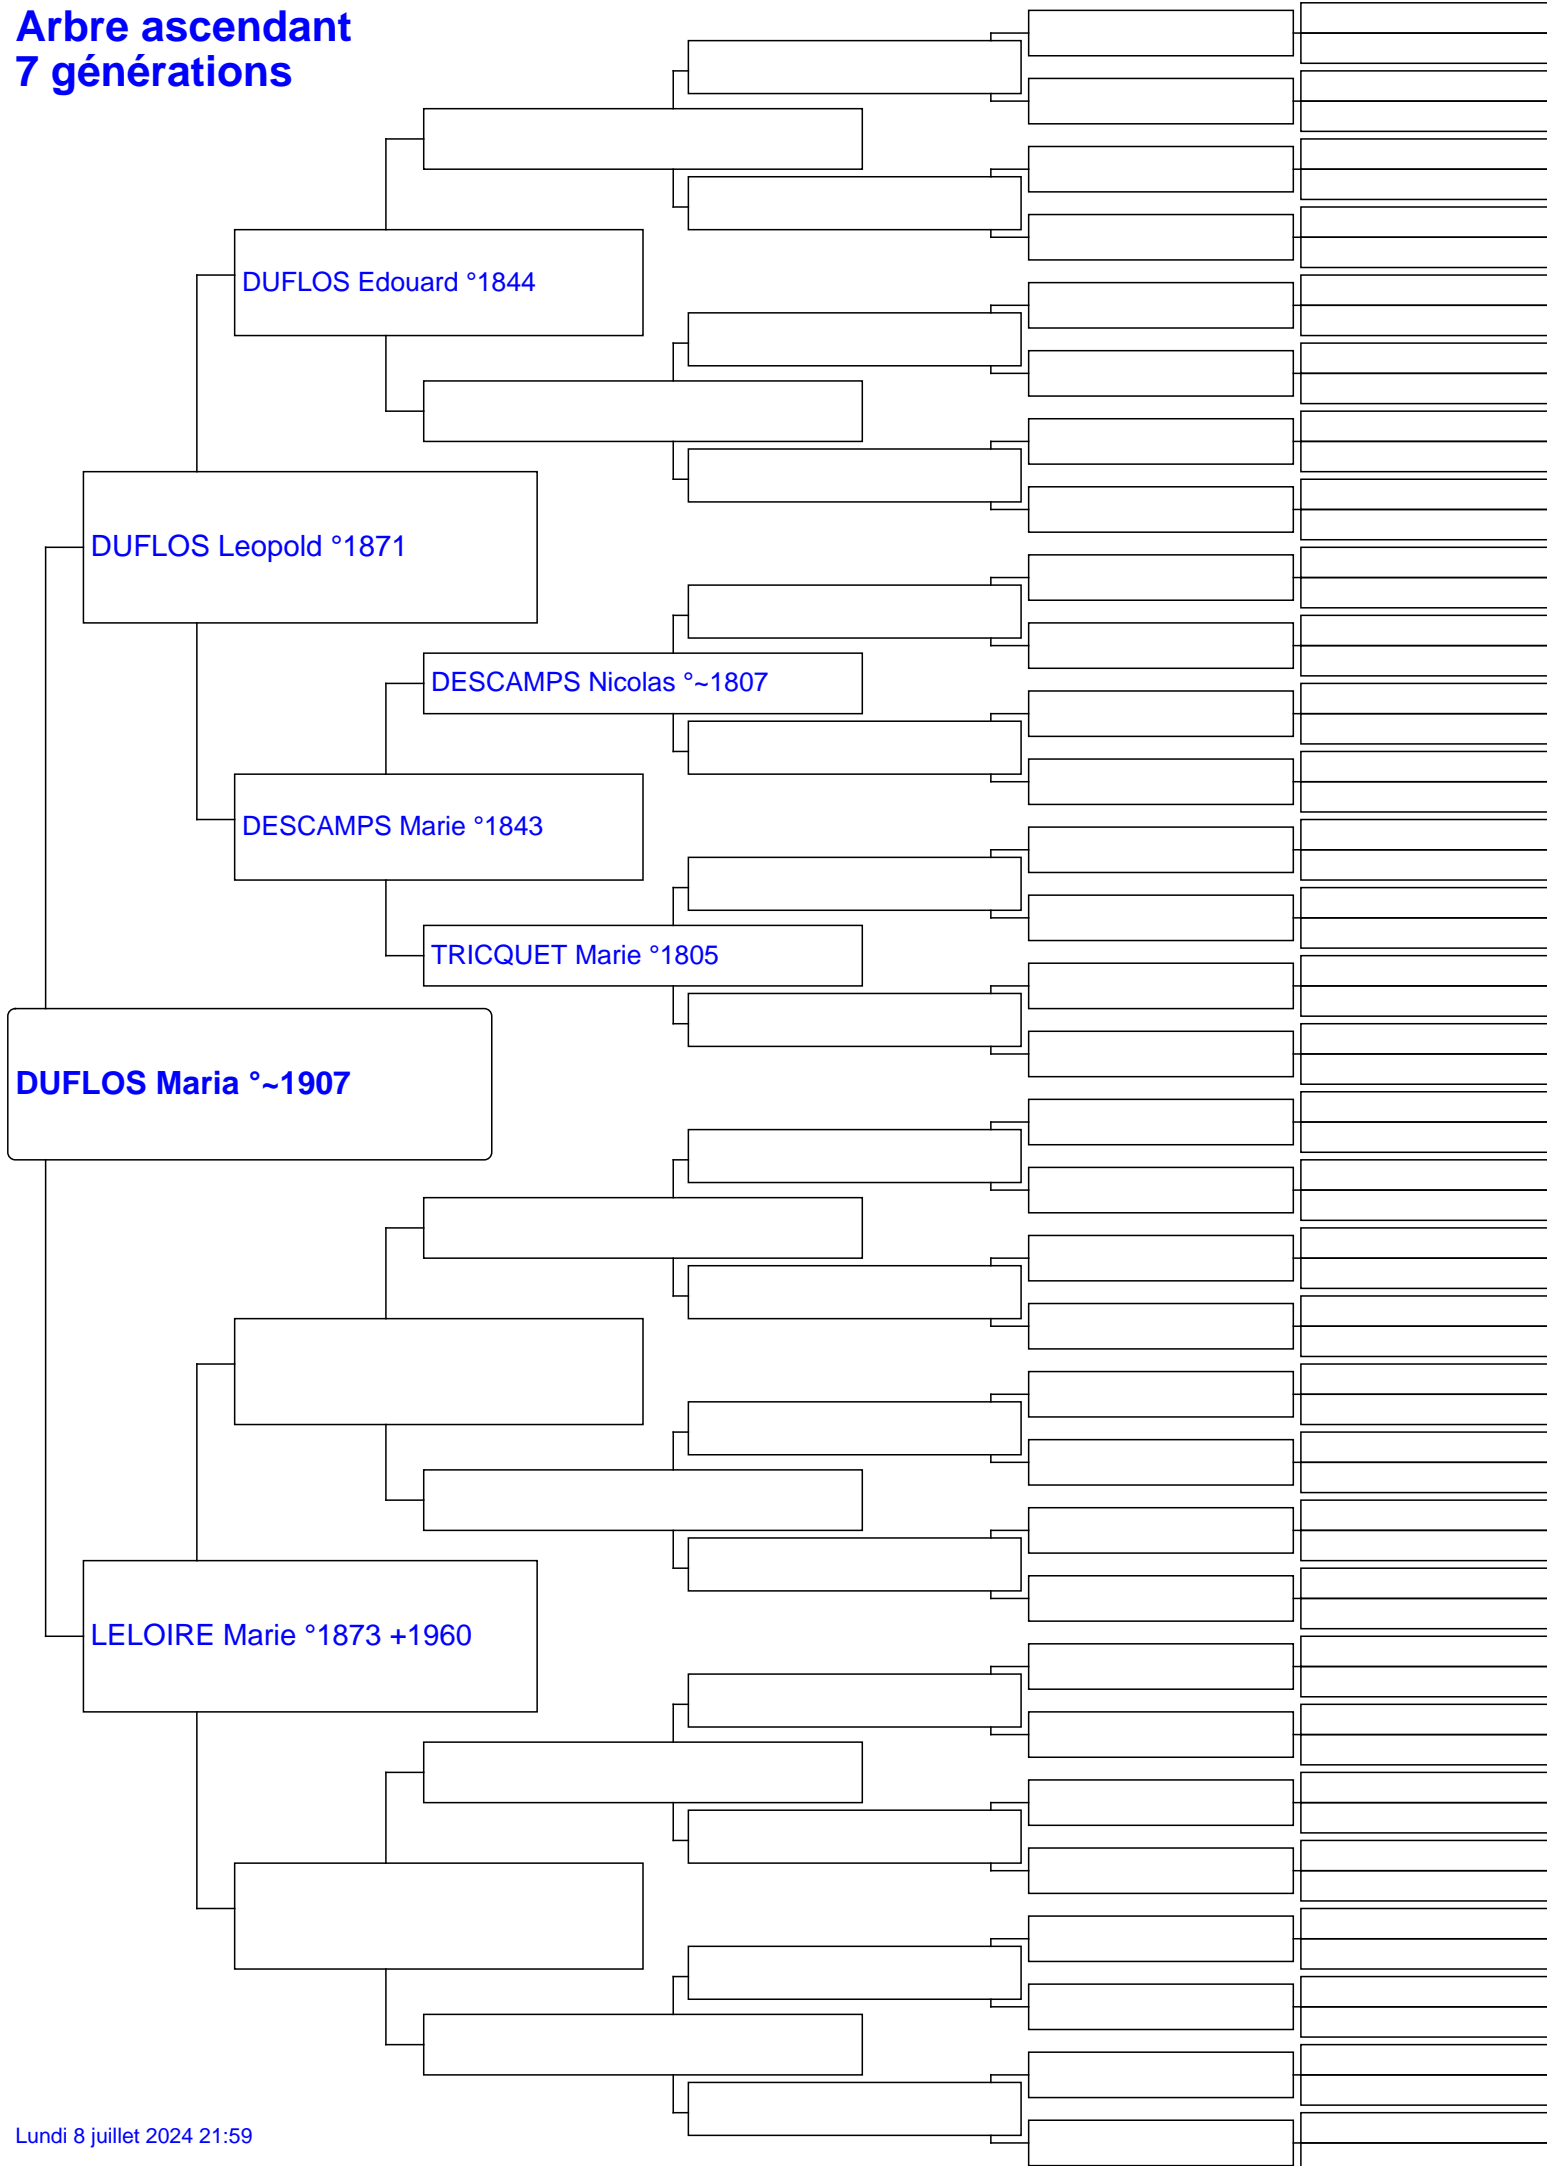 Arbre ascendant
7 générations
DUFLOS Edouard °1844
DUFLOS Leopold °1871
DESCAMPS Nicolas °~1807
DESCAMPS Marie °1843
TRICQUET Marie °1805
DUFLOS Maria °~1907
LELOIRE Marie °1873 +1960
Lundi 8 juillet 2024 21:59